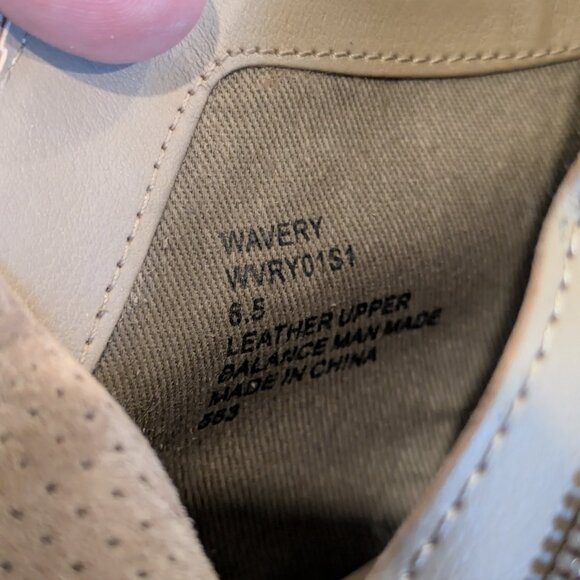 WAVERY
WVRY01S1
6.5
LEATHER UPPER
BALANCE MAN MADE
MADE IN CHINA
553